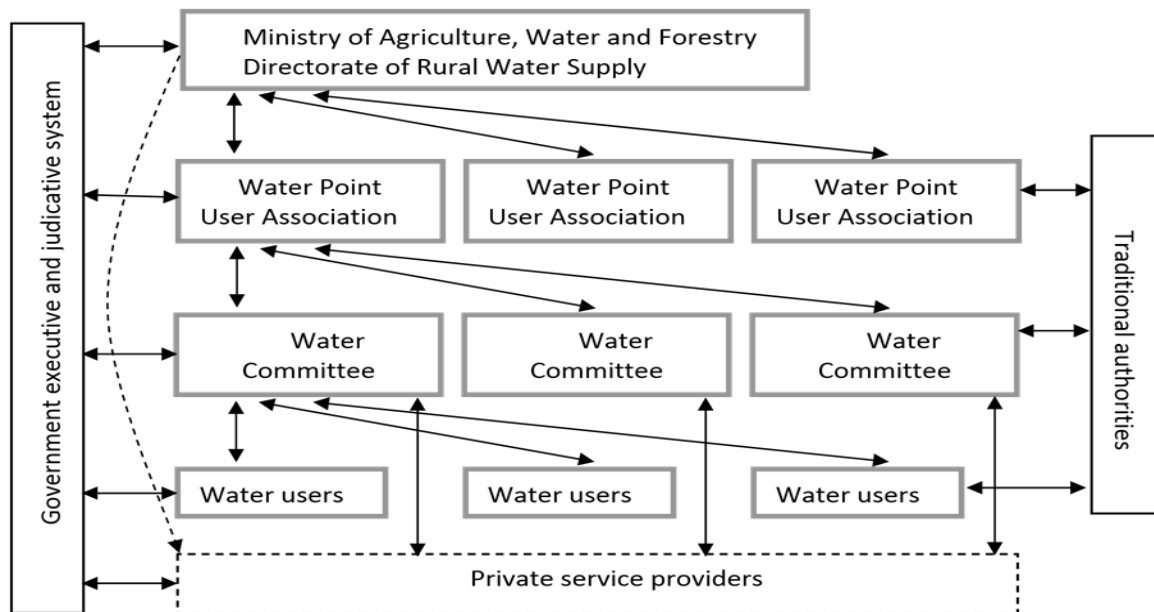 Government executive and judicative system
Ministry of Agriculture, Water and Forestry
Directorate of Rural Water Supply
Water Point
User Association
Water Point
User Association
Water Point
User Association
Water
Committee
Water
Committee
Water
Committee
Water users
Water users
Water users
Private service providers
Traditional authorities